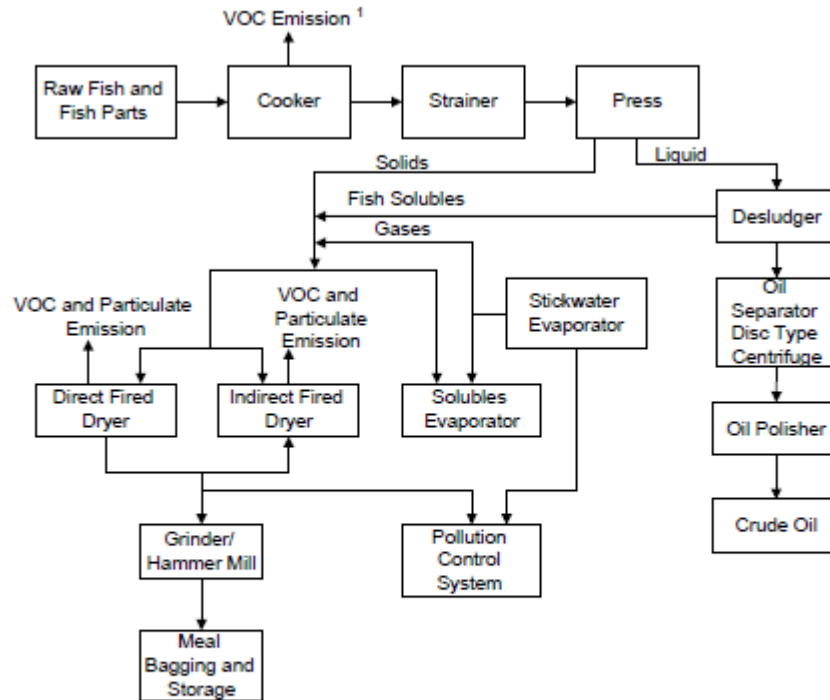 VOC Emission 1
Raw Fish and
Fish Parts
Cooker
Strainer
Press
Solids
Liquid
Fish Solubles
Desludger
Gases
VOC and Particulate
Emission
VOC and
Particulate
Emission
Stickwater
Evaporator
Oil
Separator
Disc Type
Centrifuge
Direct Fired
Dryer
Indirect Fired
Dryer
Solubles
Evaporator
Oil Polisher
Grinder/
Hammer Mill
Pollution
Control
System
Crude Oil
Meal
Bagging and
Storage